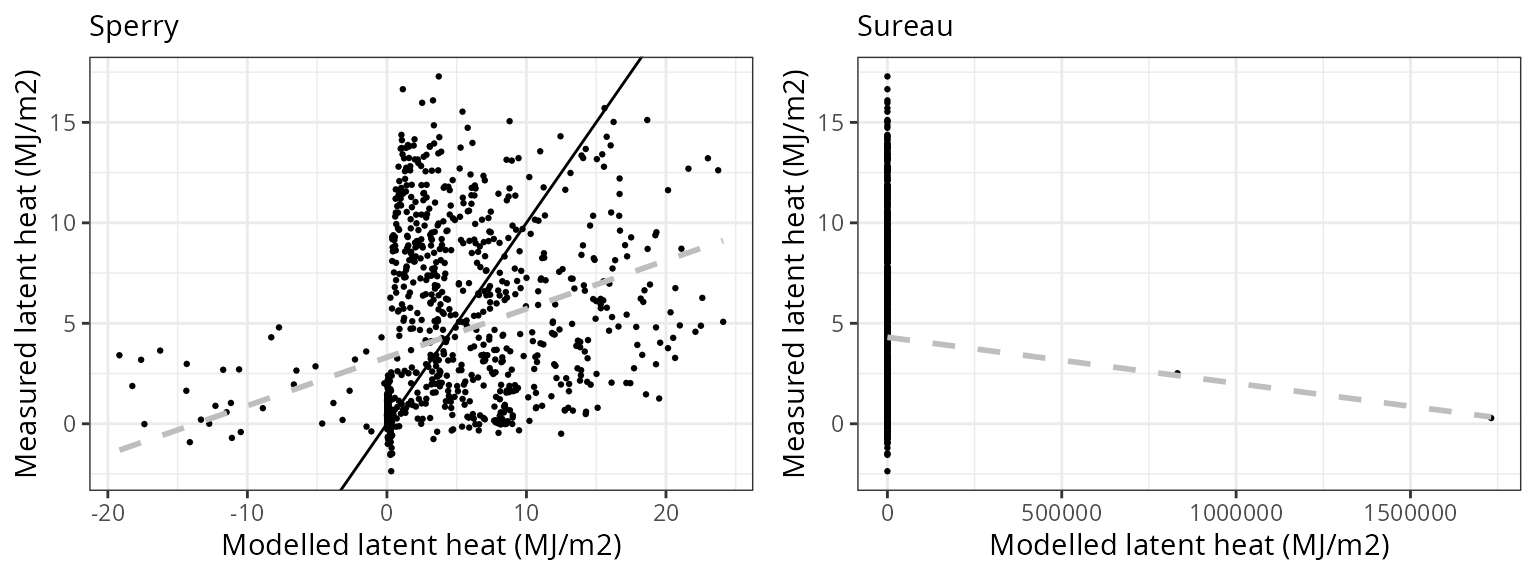 Sperry
Measured latent heat (MJ/m2)
15
10
5
0
-20 -10 0 10 20
Modelled latent heat (MJ/m2)
Sureau
Measured latent heat (MJ/m2)
15
10
5
0
0 500000 1000000 1500000
Modelled latent heat (MJ/m2)